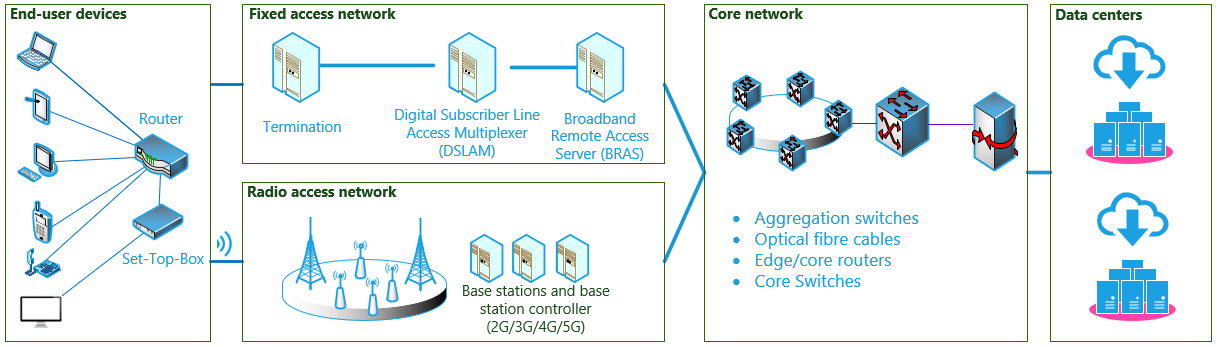 End-user devices
Router
Set-Top-Box
Fixed access network
Termination
Digital Subscriber Line
Access Multiplexer
(DSLAM)
Broadband
Remote Access
Server (BRAS)
Radio access network
Base stations and base
station controller
(2G/3G/4G/5G)
Core network
• Aggregation switches
• Optical fibre cables
• Edge/core routers
• Core Switches
Data centers